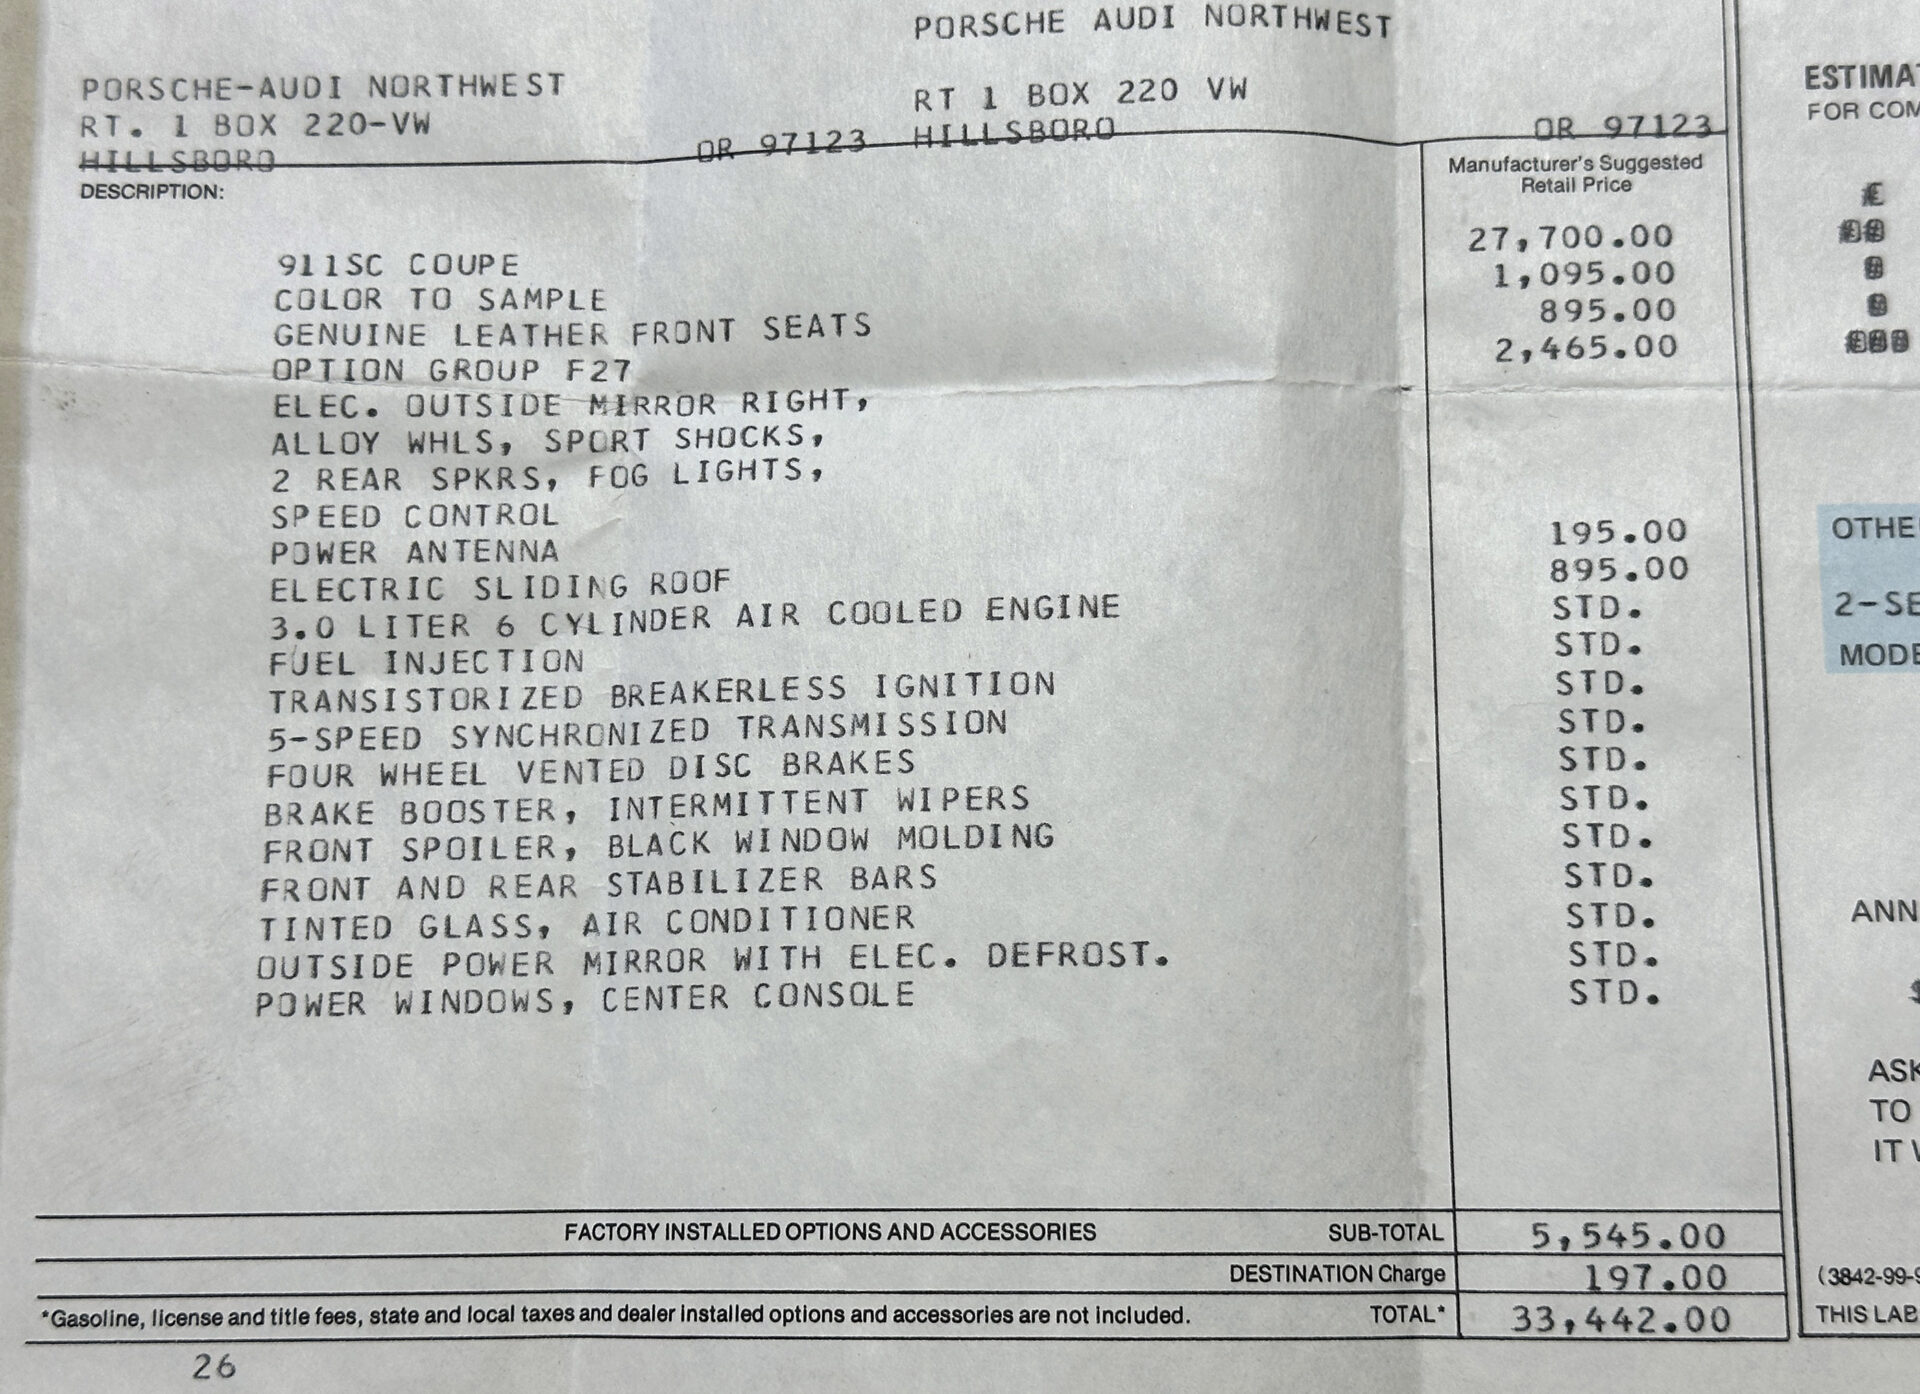 PORSCHE AUDI NORTHWEST
PORSCHE-AUDI NORTHWEST
RT. 1 BOX 220-VW
HILLSBORO OR 97123
RT 1 BOX 220 VW
HILLSBORO OR 97123
DESCRIPTION:
Manufacturer's Suggested
Retail Price
911SC COUPE 27,700.00
COLOR TO SAMPLE 1,095.00
GENUINE LEATHER FRONT SEATS 895.00
OPTION GROUP F27 2,465.00
ELEC. OUTSIDE MIRROR RIGHT,
ALLOY WHLS, SPORT SHOCKS,
2 REAR SPKRS, FOG LIGHTS,
SPEED CONTROL
POWER ANTENNA 195.00
ELECTRIC SLIDING ROOF 895.00
3.0 LITER 6 CYLINDER AIR COOLED ENGINE STD.
FUEL INJECTION STD.
TRANSISTORIZED BREAKERLESS IGNITION STD.
5-SPEED SYNCHRONIZED TRANSMISSION STD.
FOUR WHEEL VENTED DISC BRAKES STD.
BRAKE BOOSTER, INTERMITTENT WIPERS STD.
FRONT SPOILER, BLACK WINDOW MOLDING STD.
FRONT AND REAR STABILIZER BARS STD.
TINTED GLASS, AIR CONDITIONER STD.
OUTSIDE POWER MIRROR WITH ELEC. DEFROST. STD.
POWER WINDOWS, CENTER CONSOLE STD.
FACTORY INSTALLED OPTIONS AND ACCESSORIES SUB-TOTAL 5,545.00
DESTINATION Charge 197.00
*Gasoline, license and title fees, state and local taxes and dealer installed options and accessories are not included. TOTAL* 33,442.00
26
ESTIMA
FOR COM
OTHE
2-SE
MODE
ANN
ASK
TO
IT
(3842-99-9
THIS LAB